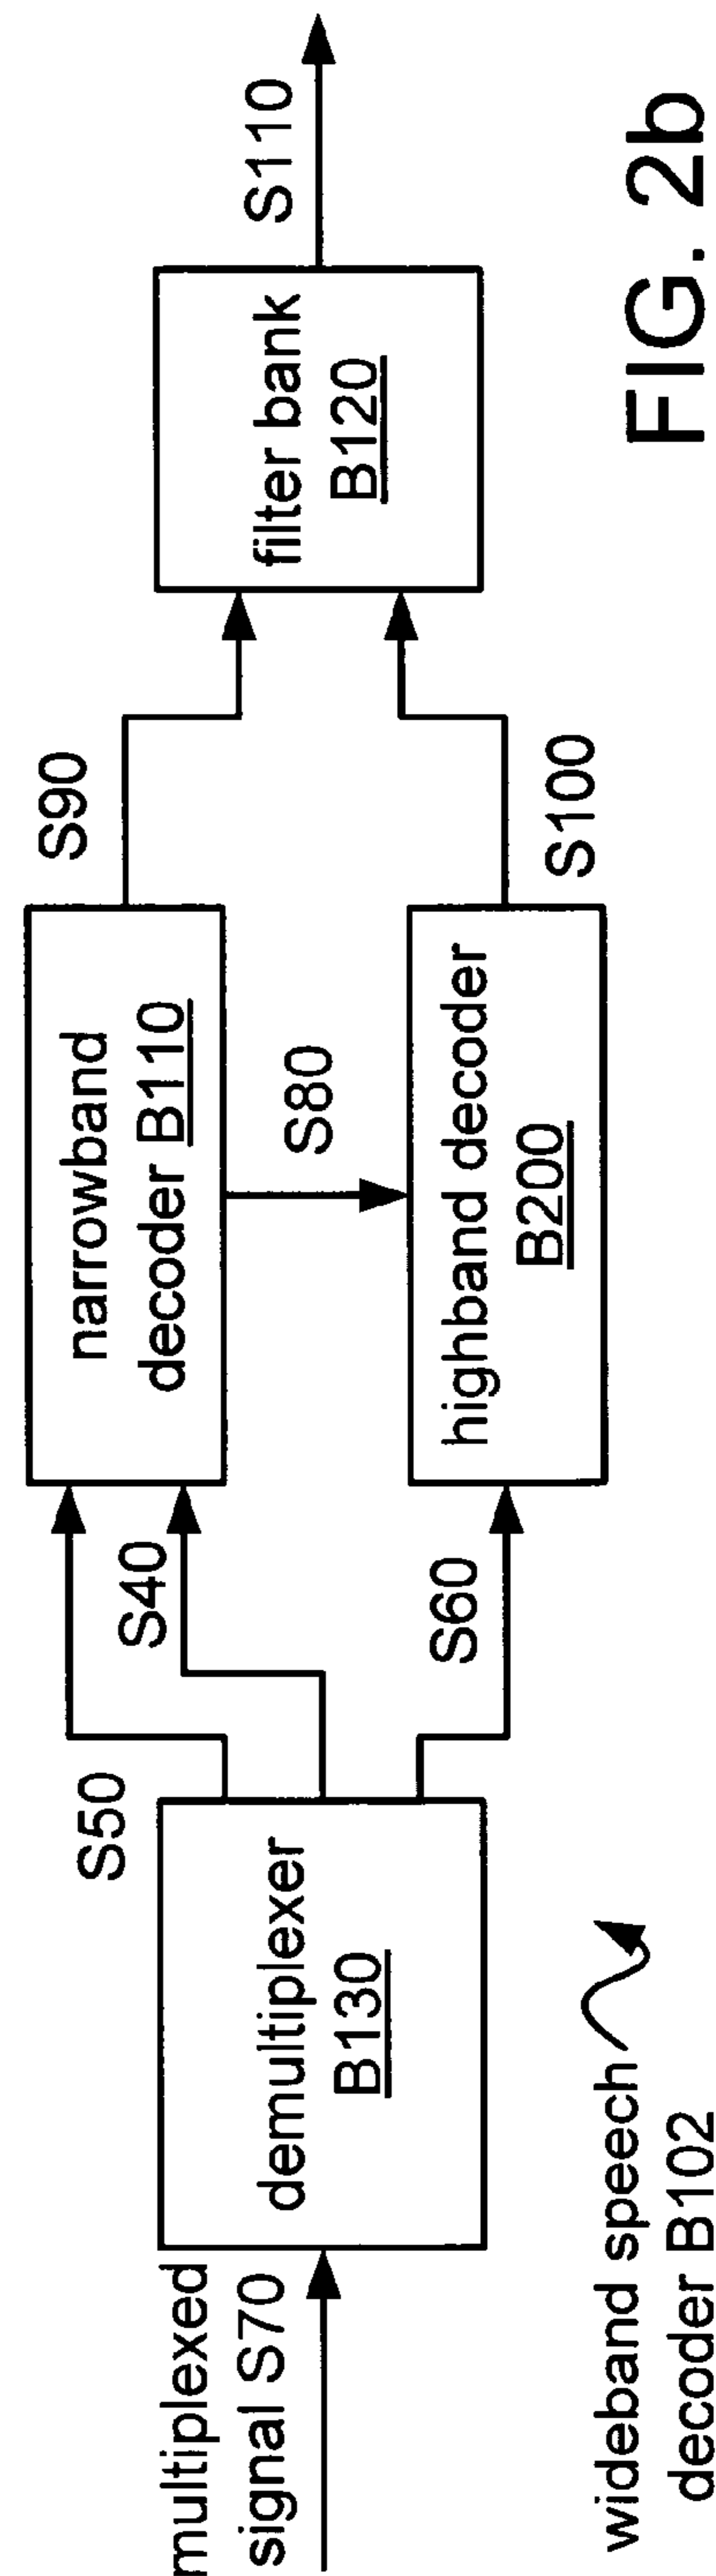 multiplexed
signal S70
demultiplexer
B130
S50
S40
S60
narrowband
decoder B110
S80
highband decoder
B200
S90
S100
filter bank
B120
S110
wideband speech
decoder B102
FIG. 2b